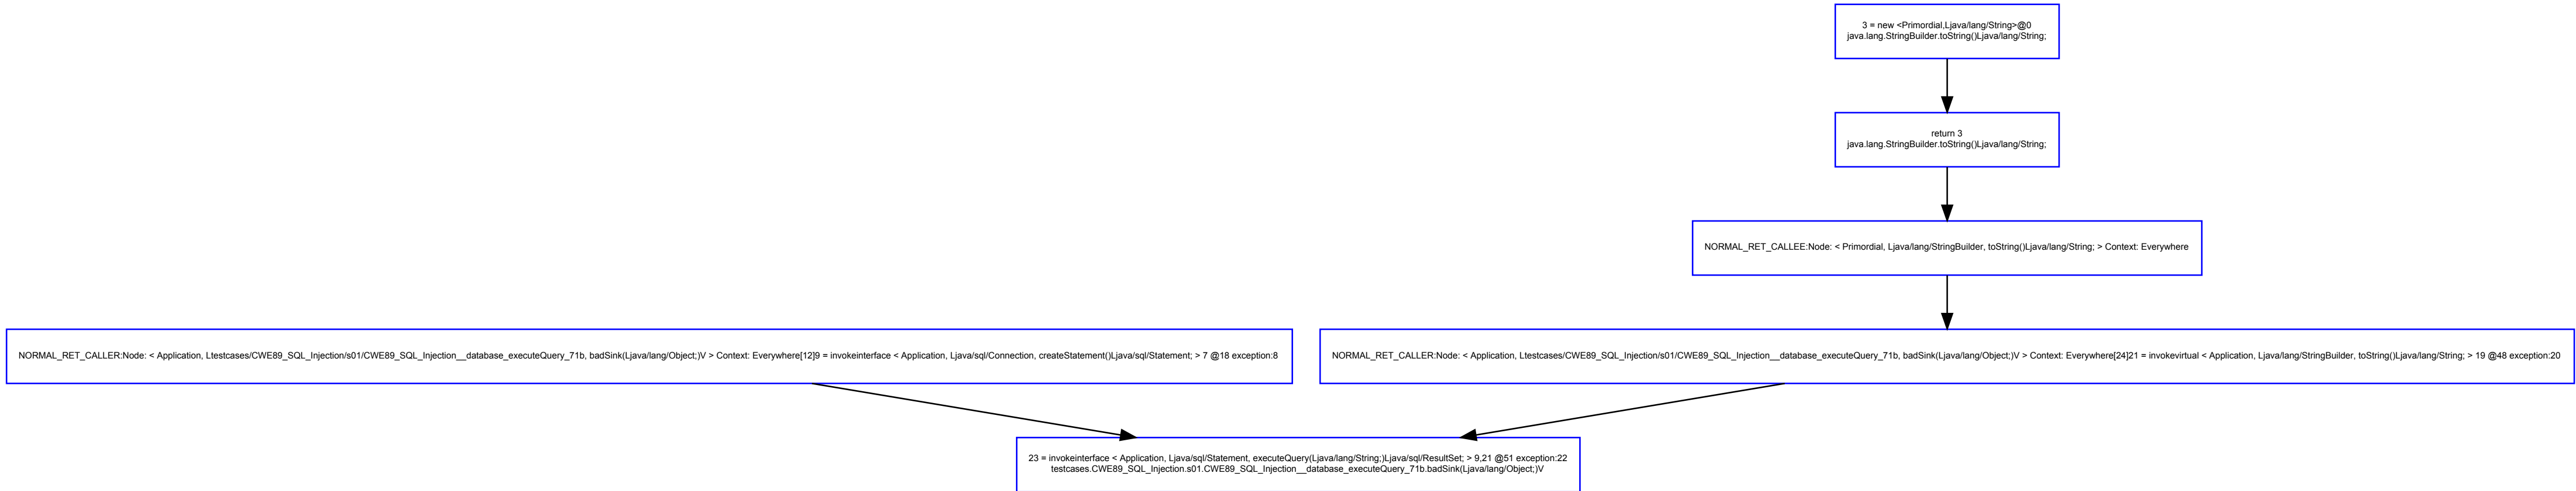 3 = new <Primordial,Ljava/lang/String>@0
java.lang.StringBuilder.toString()Ljava/lang/String;
return 3
java.lang.StringBuilder.toString()Ljava/lang/String;
NORMAL_RET_CALLEE:Node: < Primordial, Ljava/lang/StringBuilder, toString()Ljava/lang/String; > Context: Everywhere
NORMAL_RET_CALLER:Node: < Application, Ltestcases/CWE89_SQL_Injection/s01/CWE89_SQL_Injection__database_executeQuery_71b, badSink(Ljava/lang/Object;)V > Context: Everywhere[12]9 = invokeinterface < Application, Ljava/sql/Connection, createStatement()Ljava/sql/Statement; > 7 @18 exception:8
NORMAL_RET_CALLER:Node: < Application, Ltestcases/CWE89_SQL_Injection/s01/CWE89_SQL_Injection__database_executeQuery_71b, badSink(Ljava/lang/Object;)V > Context: Everywhere[24]21 = invokevirtual < Application, Ljava/lang/StringBuilder, toString()Ljava/lang/String; > 19 @48 exception:20
23 = invokeinterface < Application, Ljava/sql/Statement, executeQuery(Ljava/lang/String;)Ljava/sql/ResultSet; > 9,21 @51 exception:22
testcases.CWE89_SQL_Injection.s01.CWE89_SQL_Injection__database_executeQuery_71b.badSink(Ljava/lang/Object;)V